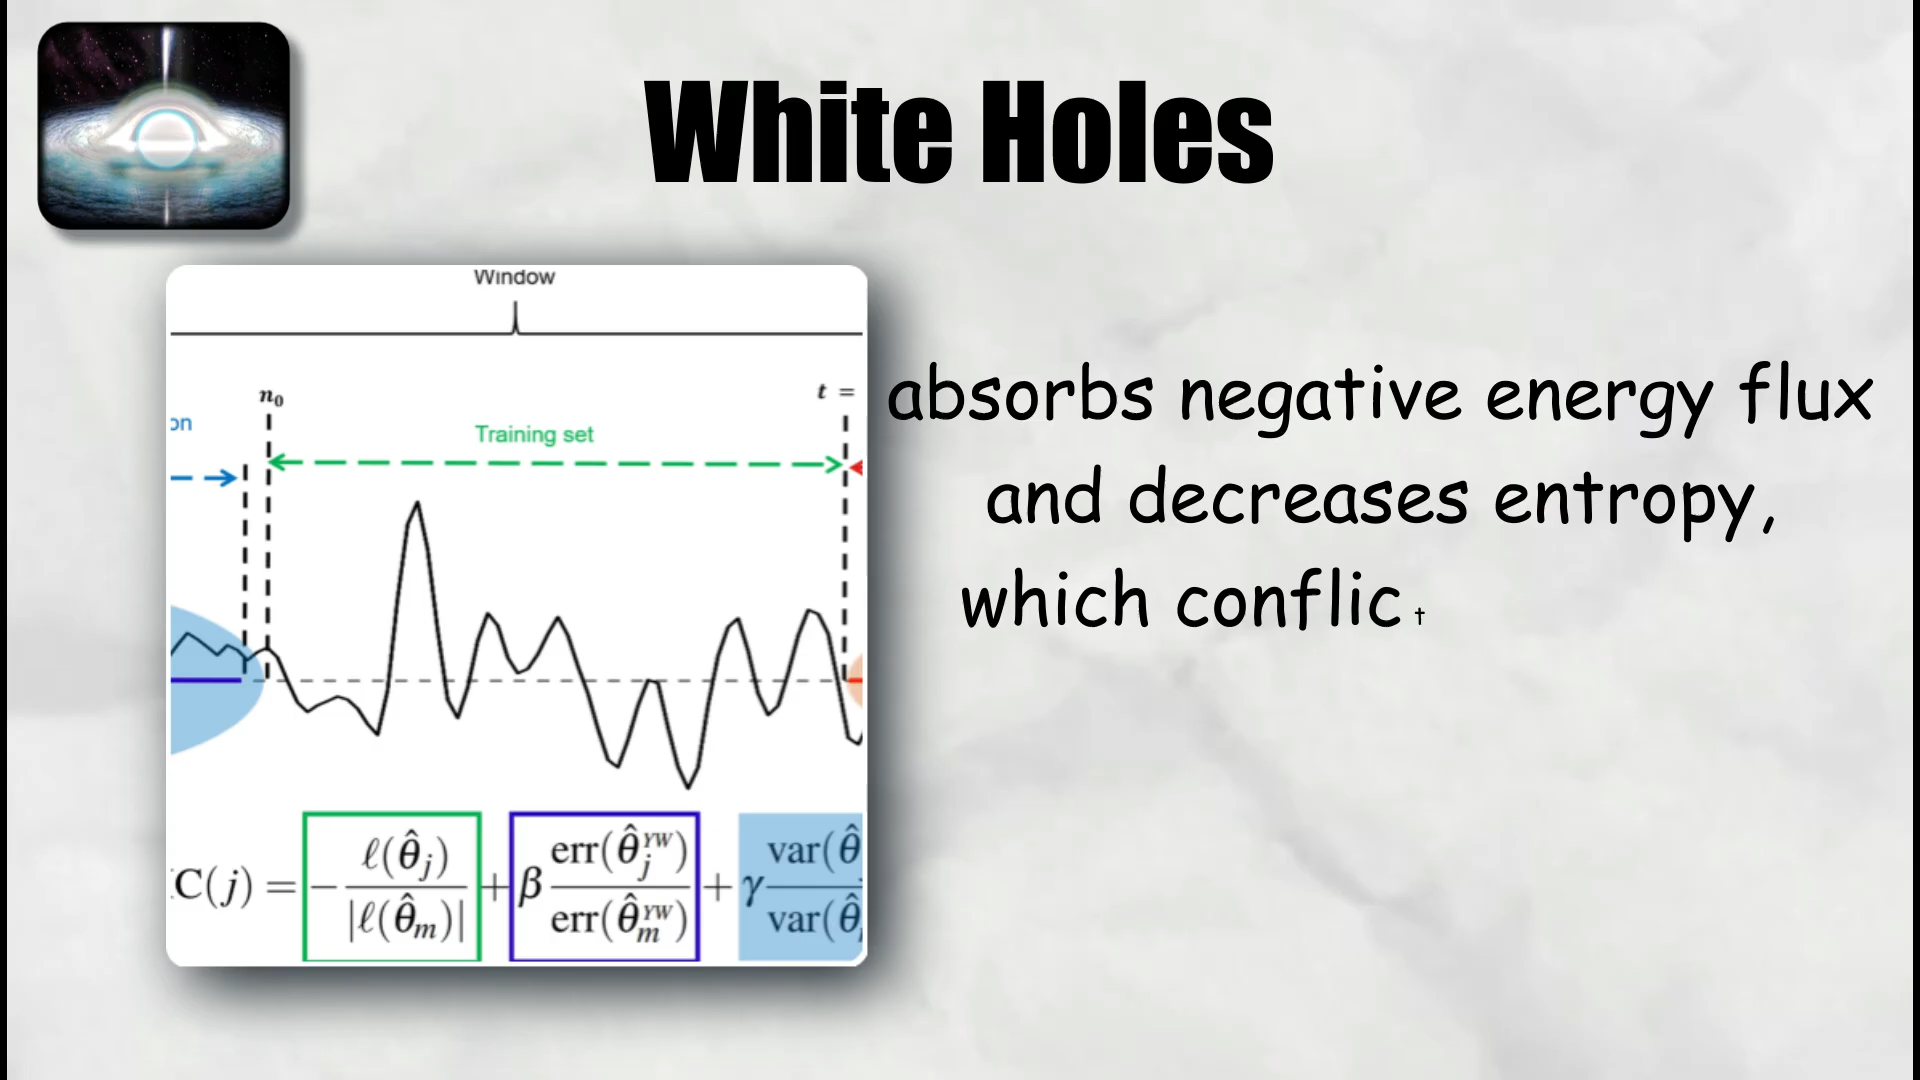 White Holes
Window
n0
t =
on
Training set
absorbs negative energy flux
and decreases entropy,
which conflict
C(j) = − ℓ(θ̂j) / |ℓ(θ̂m)| + β err(θ̂jYW) / err(θ̂mYW) + γ var(θ̂ / var(θ̂